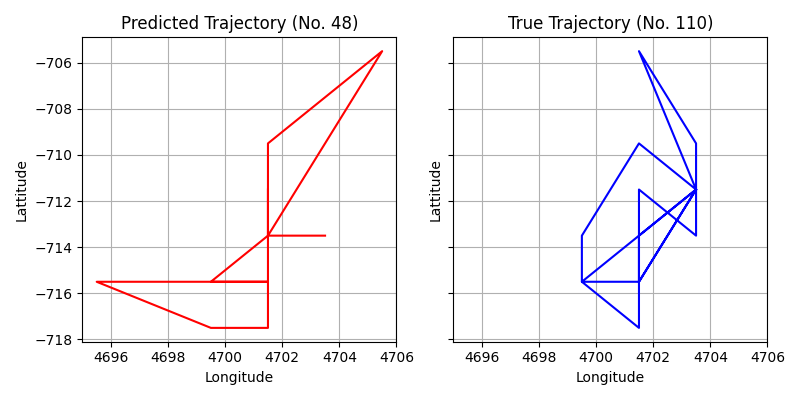 Predicted Trajectory (No. 48)
True Trajectory (No. 110)
−706
−708
−710
−712
−714
−716
−718
Lattitude
Lattitude
4696 4698 4700 4702 4704 4706
4696 4698 4700 4702 4704 4706
Longitude
Longitude